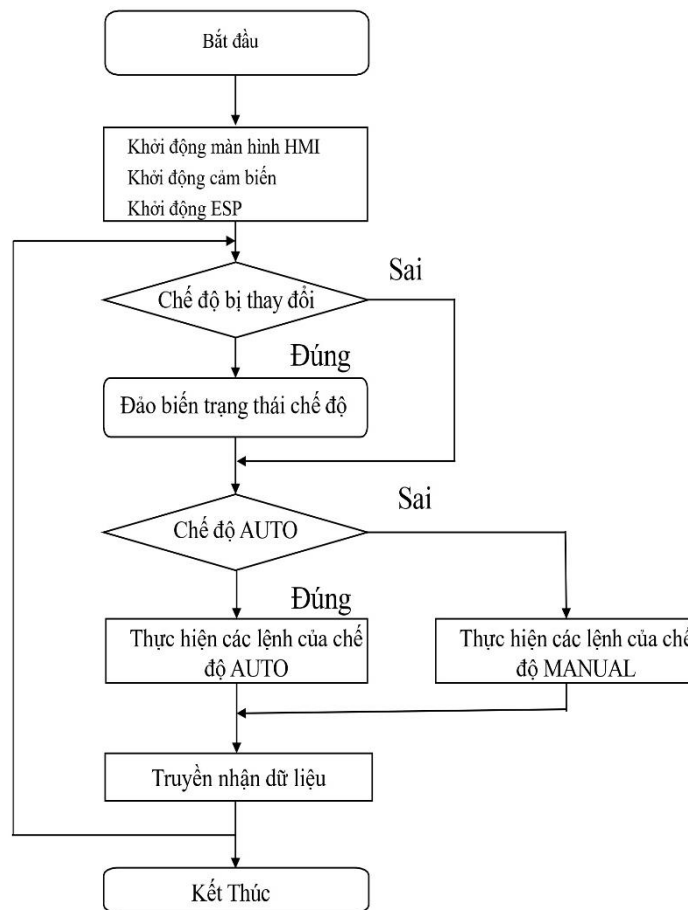 Bắt đầu
Khởi động màn hình HMI
Khởi động cảm biến
Khởi động ESP
Sai
Chế độ bị thay đổi
Đúng
Đảo biến trạng thái chế độ
Sai
Chế độ AUTO
Đúng
Thực hiện các lệnh của chế
độ AUTO
Thực hiện các lệnh của chế
độ MANUAL
Truyền nhận dữ liệu
Kết Thúc